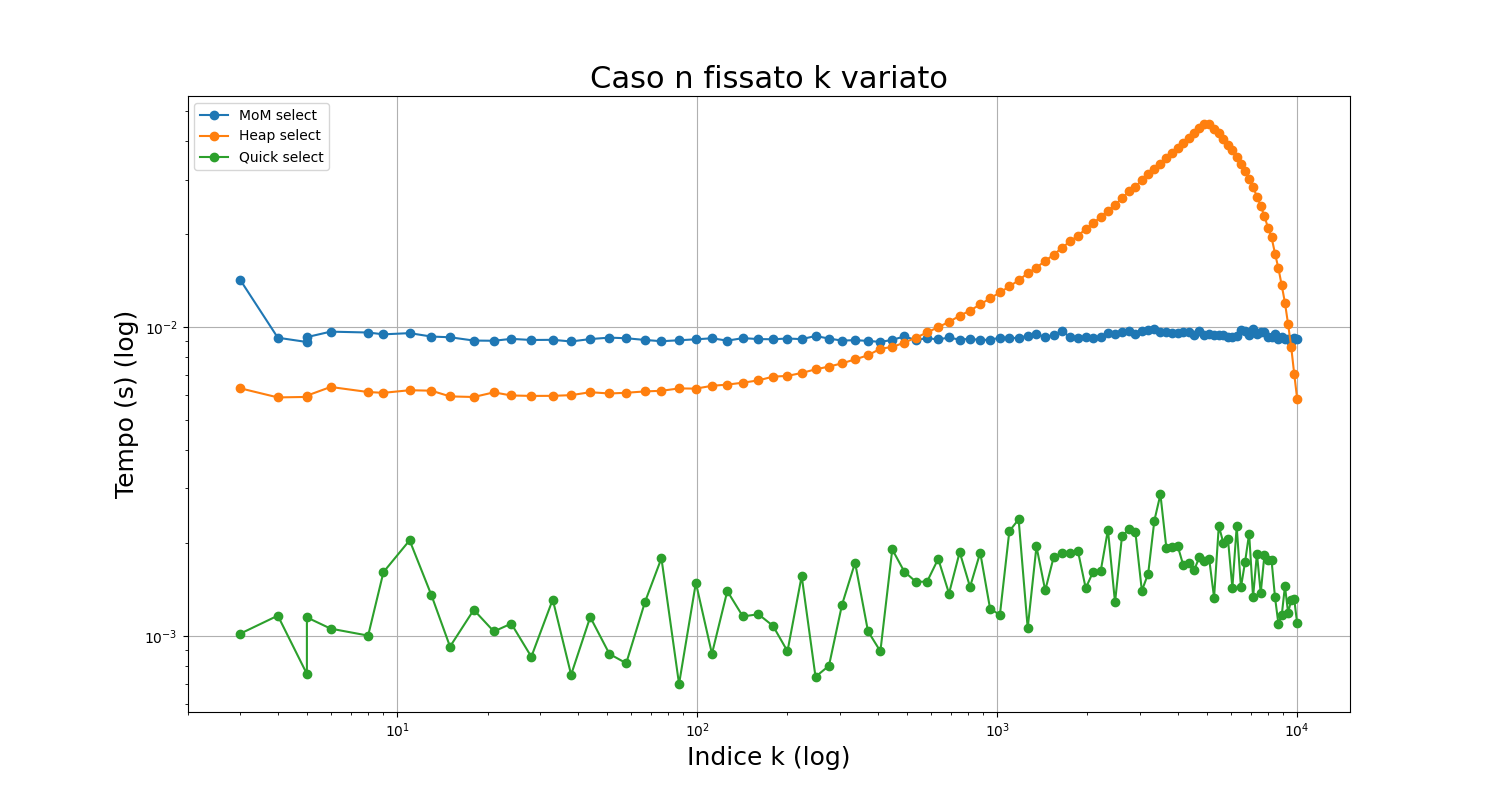 Caso n fissato k variato
MoM select
Heap select
Quick select
Tempo (s) (log)
10⁻²
10⁻³
10¹
10²
10³
10⁴
Indice k (log)